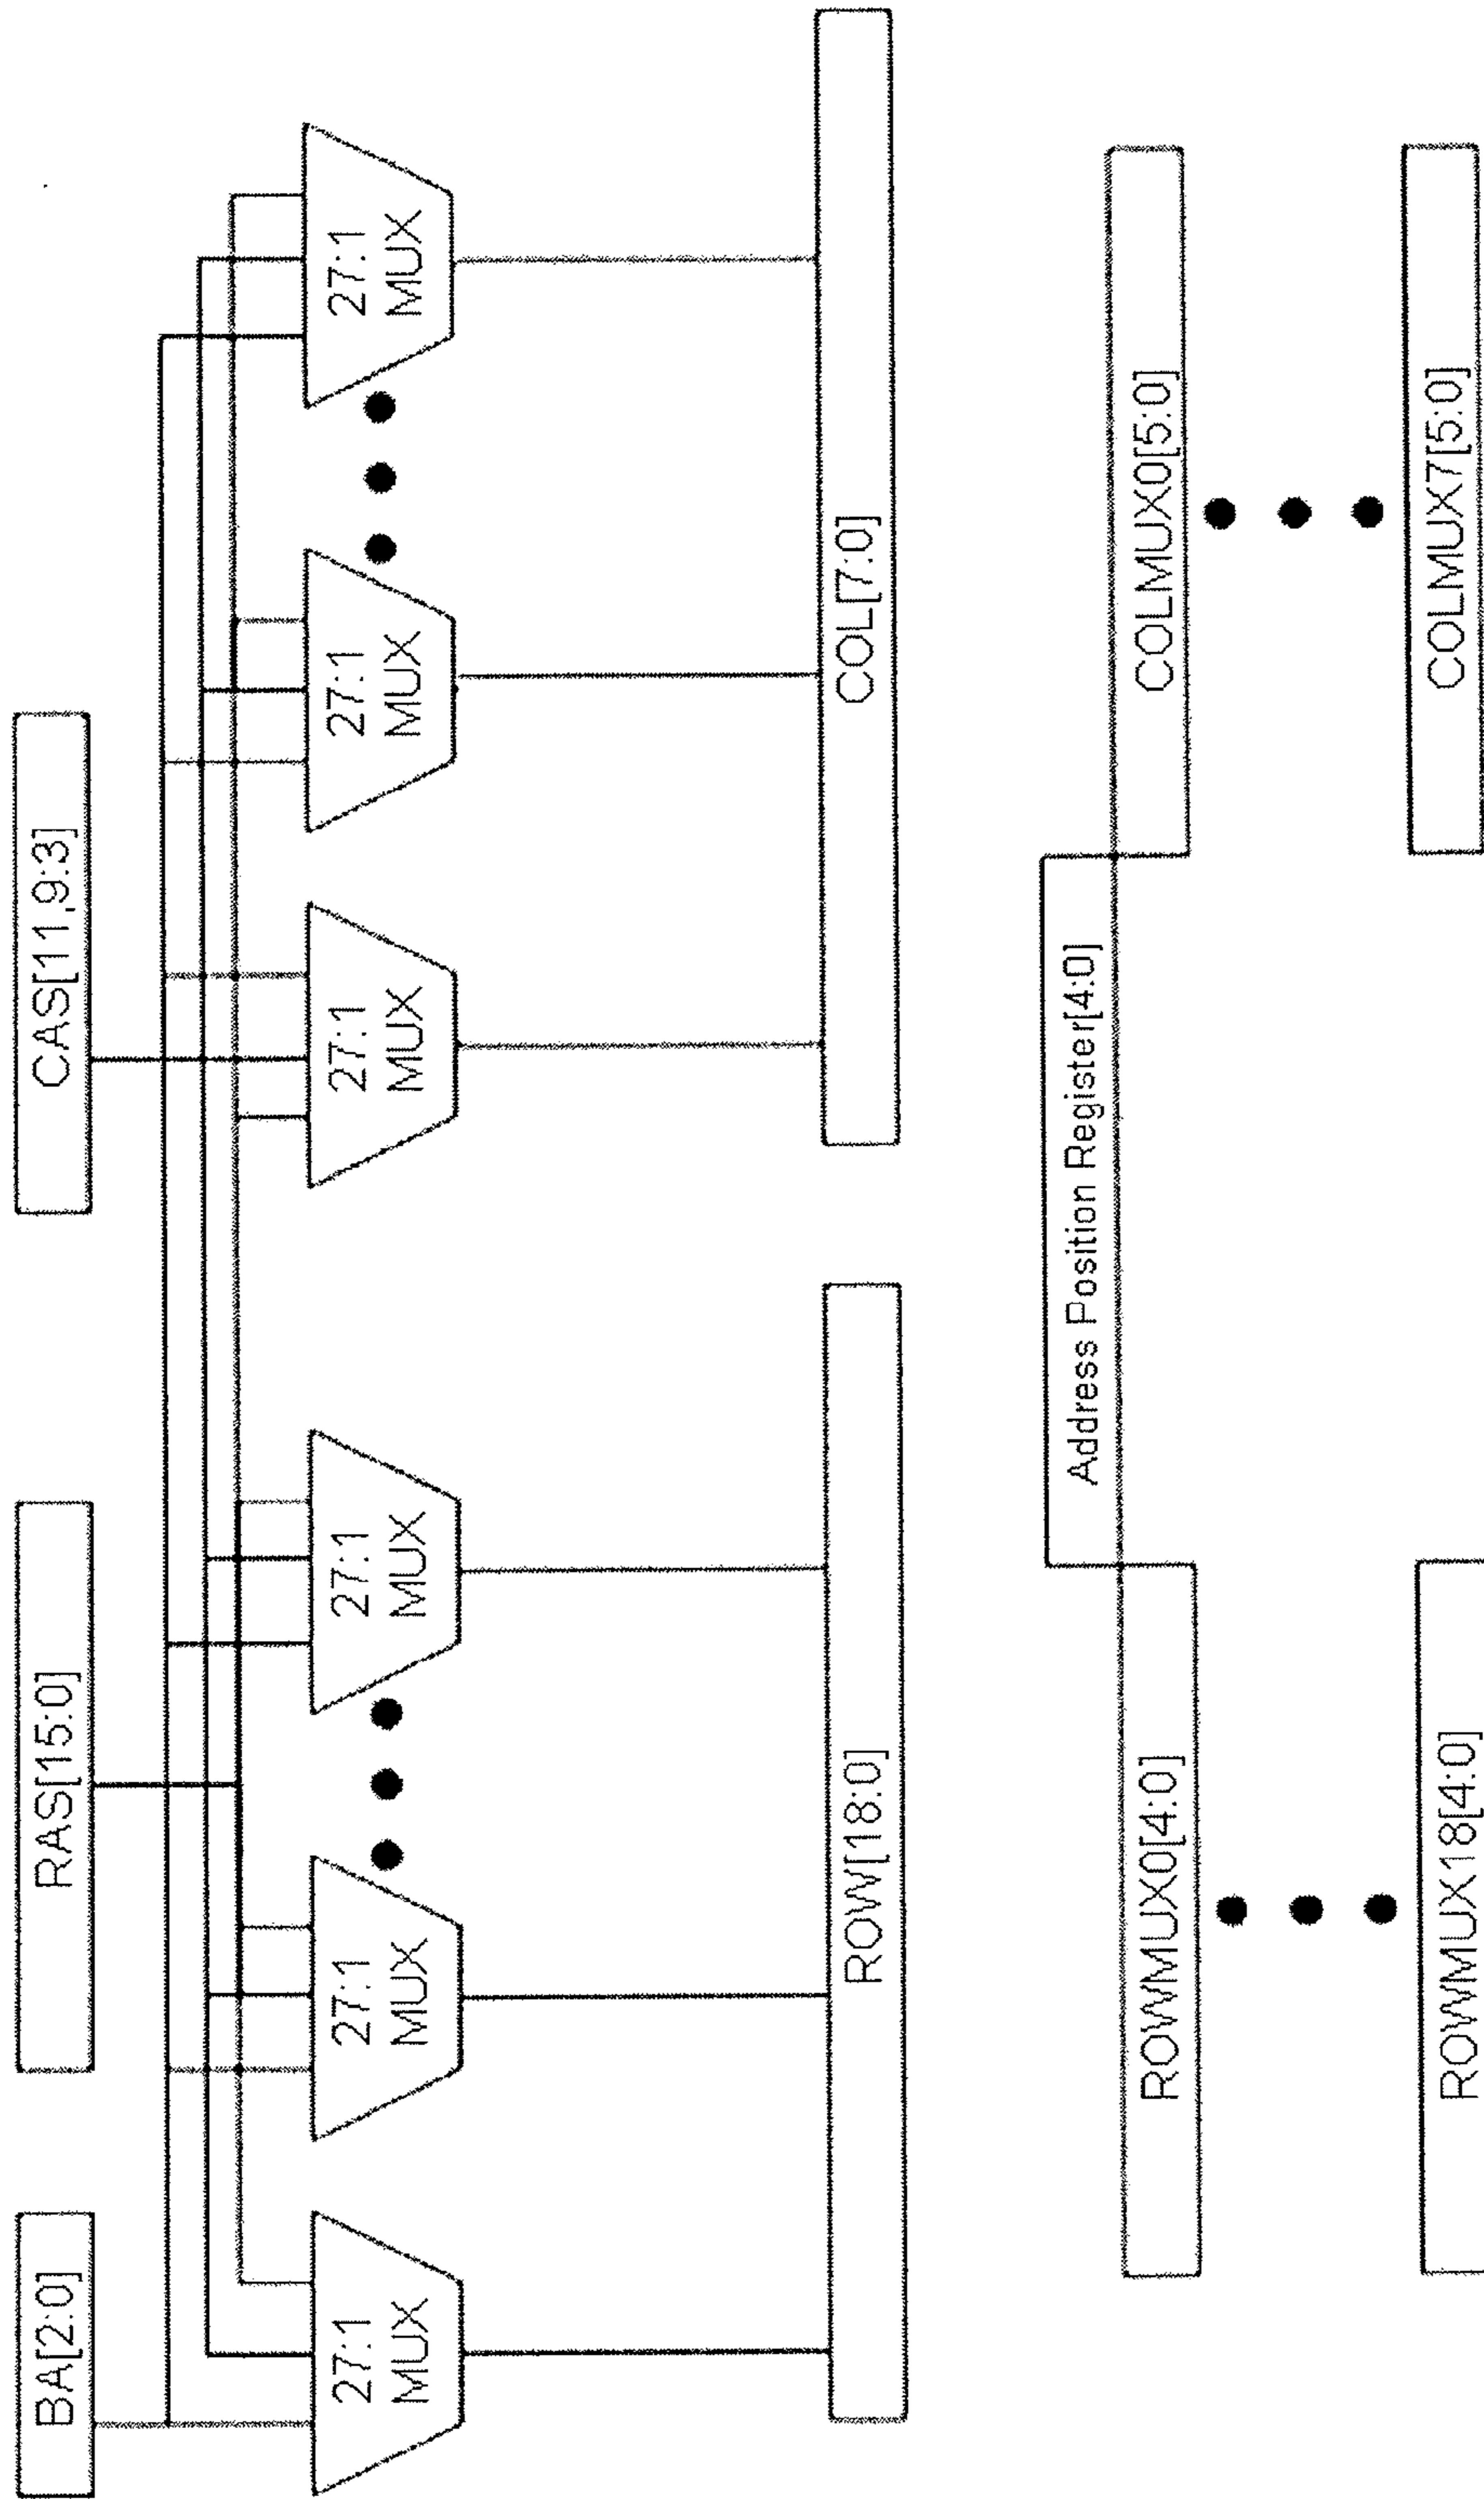 BA[2:0]
RAS[15:0]
CAS[11,9:3]
27:1
MUX
27:1
MUX
27:1
MUX
27:1
MUX
27:1
MUX
27:1
MUX
ROW[18:0]
COL[7:0]
Address Position Register[4:0]
ROWMUX0[4:0]
COLMUX0[5:0]
ROWMUX18[4:0]
COLMUX7[5:0]